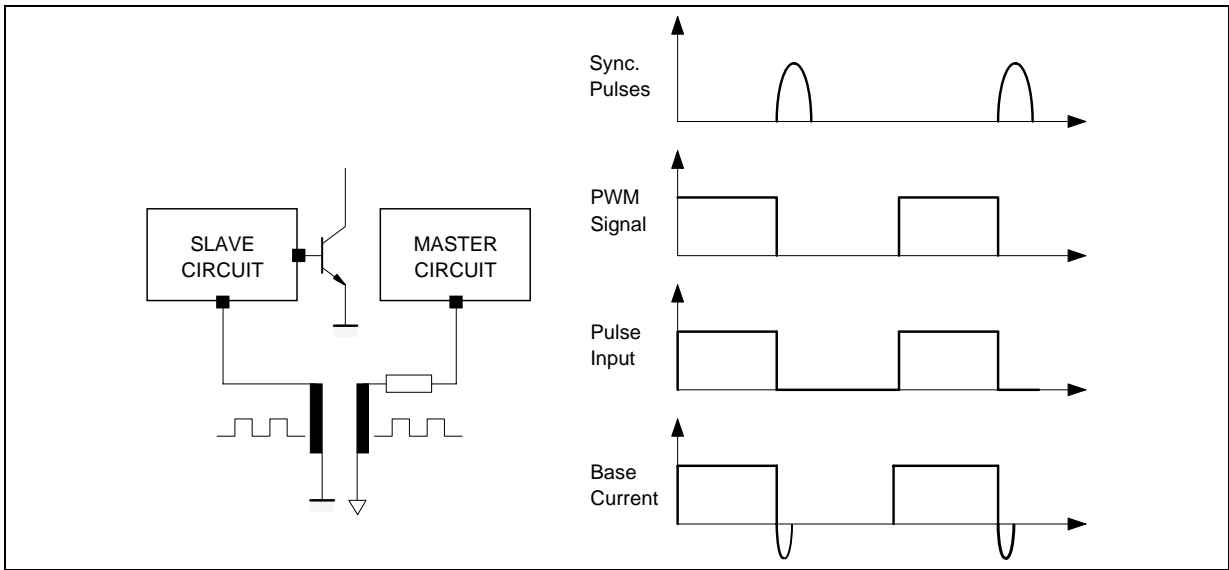 SLAVE
CIRCUIT
MASTER
CIRCUIT
Sync.
Pulses
PWM
Signal
Pulse
Input
Base
Current